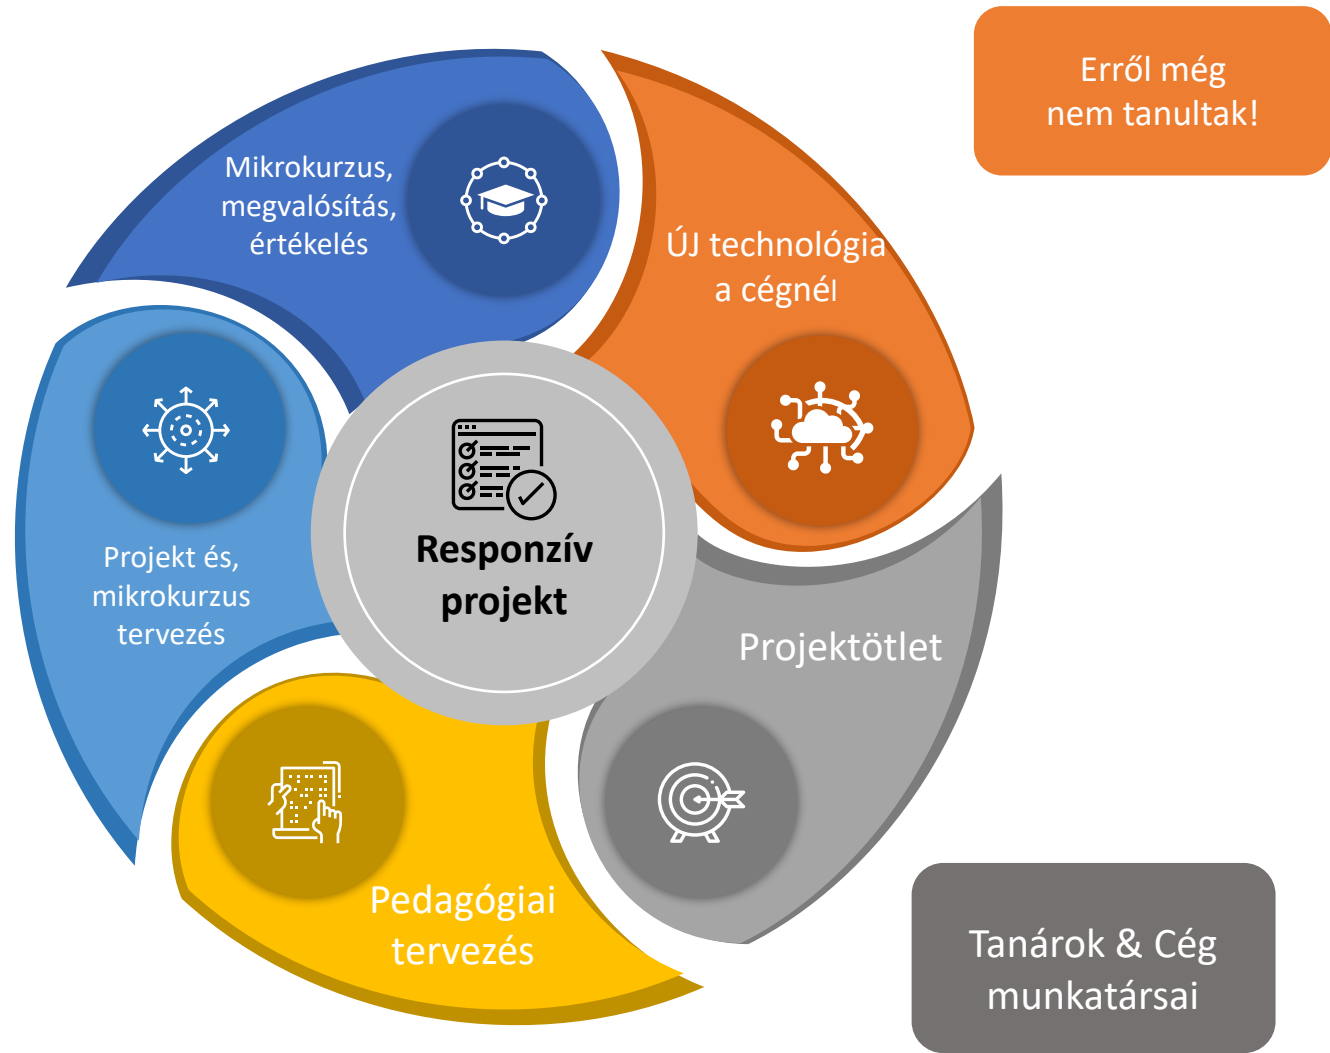 Erről még
nem tanultak!
Mikrokurzus,
megvalósítás,
értékelés
ÚJ technológia
a cégnél
Responzív
projekt
Projekt és,
mikrokurzus
tervezés
Projektötlet
Pedagógiai
tervezés
Tanárok & Cég
munkatársai